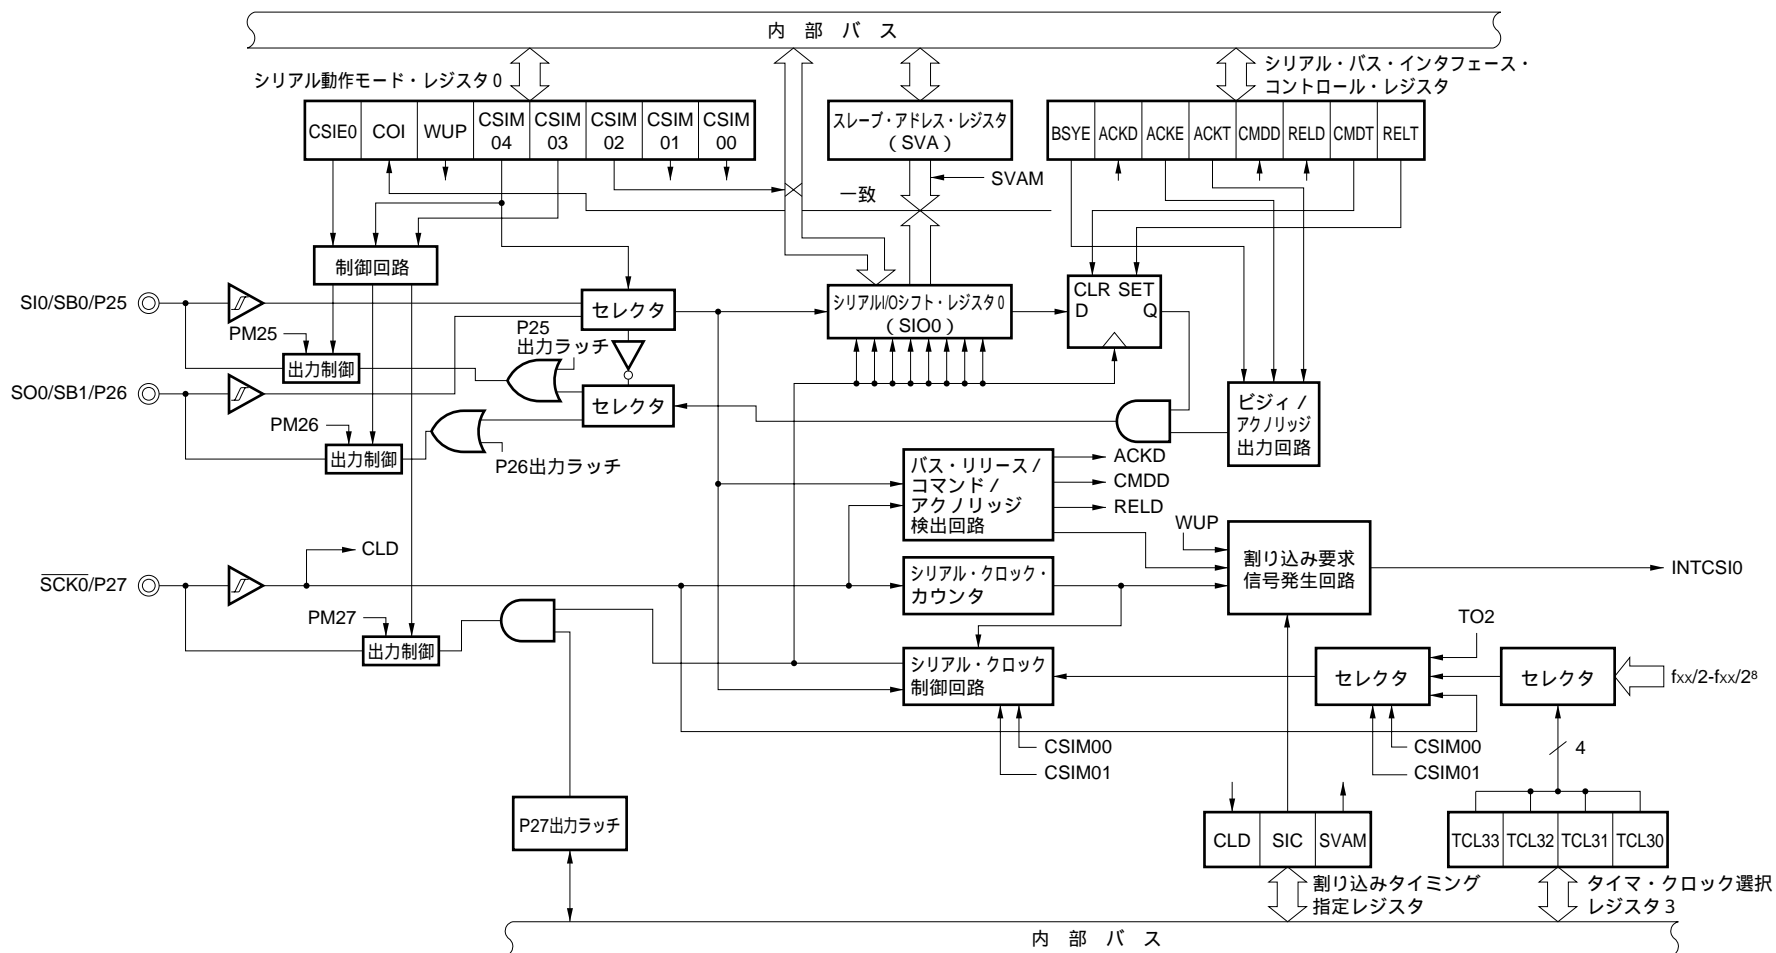 内 部 バ ス
シリアル動作モード・レジスタ0
シリアル・バス・インタフェース・
コントロール・レジスタ
CSIE0 COI WUP CSIM04 CSIM03 CSIM02 CSIM01 CSIM00
スレーブ・アドレス・レジスタ
(SVA)
BSYE ACKD ACKE ACKT CMDD RELD CMDT RELT
SVAM
一致
制御回路
SI0/SB0/P25
セレクタ
シリアルI/Oシフト・レジスタ0
(SIO0)
CLR SET
D Q
PM25
P25
出力ラッチ
出力制御
SO0/SB1/P26
セレクタ
ビジィ/
アクノリッジ
出力回路
PM26
出力制御
P26出力ラッチ
バス・リリース/
コマンド/
アクノリッジ
検出回路
ACKD
CMDD
RELD
WUP
CLD
SCK0/P27
シリアル・クロック・
カウンタ
割り込み要求
信号発生回路
INTCSI0
PM27
出力制御
TO2
シリアル・クロック
制御回路
セレクタ
セレクタ
fxx/2-fxx/2⁸
CSIM00
CSIM01
CSIM00
CSIM01
4
P27出力ラッチ
CLD SIC SVAM
TCL33 TCL32 TCL31 TCL30
割り込みタイミング
指定レジスタ
タイマ・クロック選択
レジスタ3
内 部 バ ス